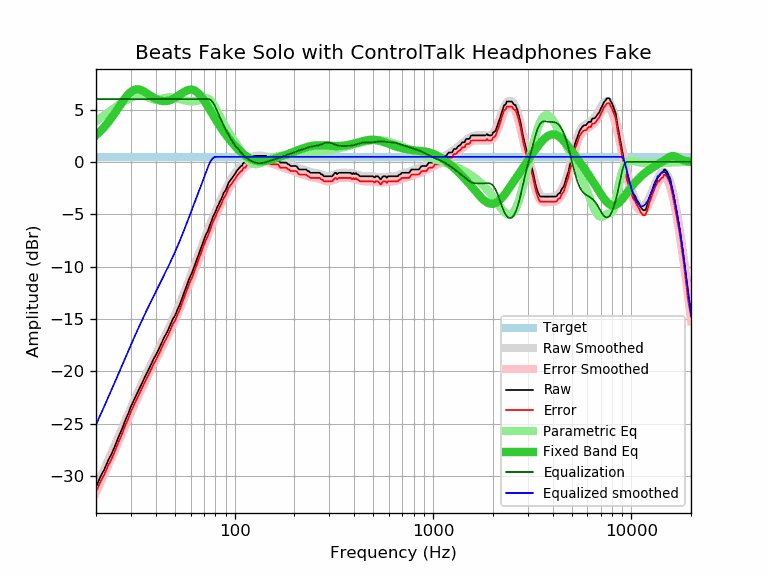 Beats Fake Solo with ControlTalk Headphones Fake
Amplitude (dBr)
5
0
−5
−10
−15
−20
−25
−30
Target
Raw Smoothed
Error Smoothed
Raw
Error
Parametric Eq
Fixed Band Eq
Equalization
Equalized smoothed
100
1000
10000
Frequency (Hz)